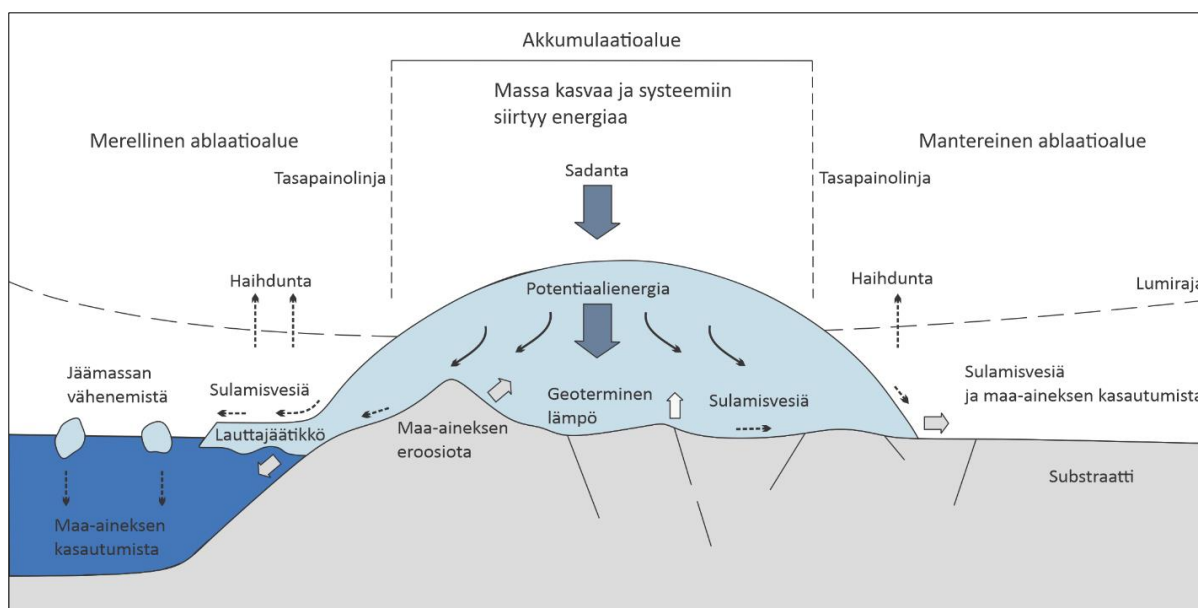 Akkumulaatioalue
Massa kasvaa ja systeemiin
siirtyy energiaa
Merellinen ablaatioalue
Mantereinen ablaatioalue
Tasapainolinja
Sadanta
Tasapainolinja
Haihdunta
Potentiaalienergia
Haihdunta
Lumiraja
Jäämassan
vähenemistä
Sulamisvesiä
Geoterminen
lämpö
Sulamisvesiä
Sulamisvesiä
ja maa-aineksen kasautumista
Lauttajäätikkö
Maa-aineksen
eroosiota
Substraatti
Maa-aineksen
kasautumista